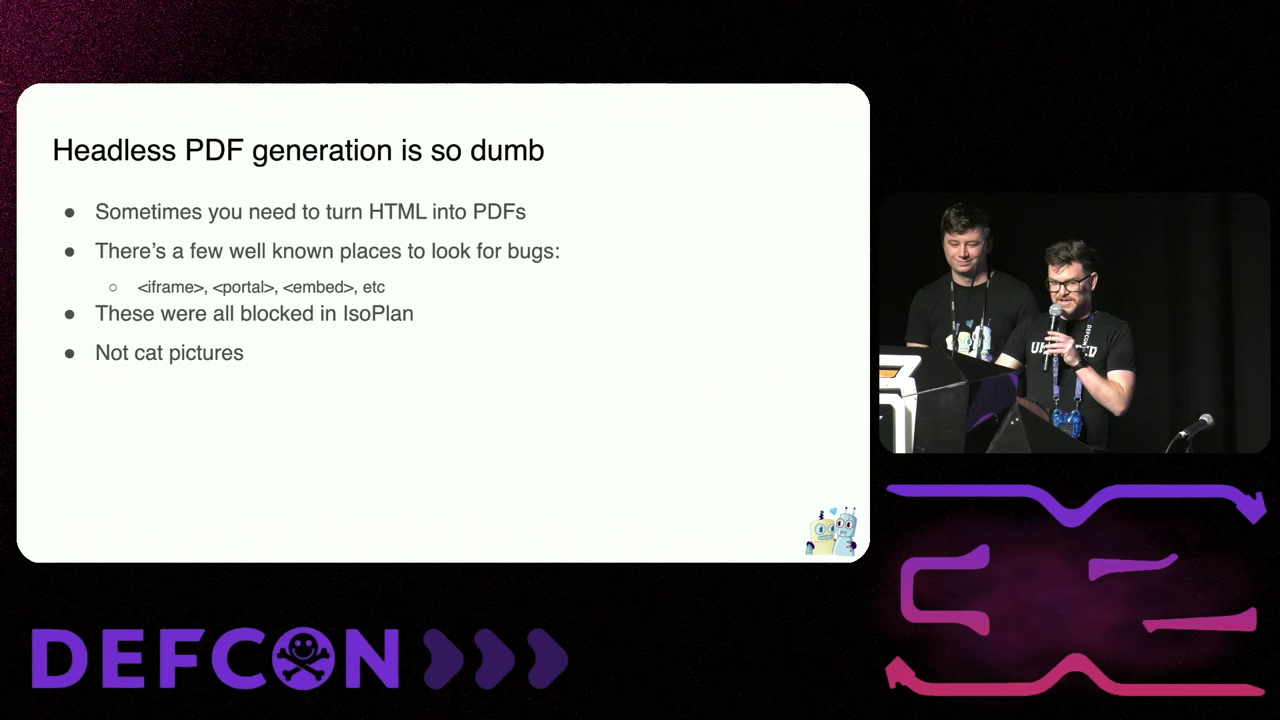 Headless PDF generation is so dumb
● Sometimes you need to turn HTML into PDFs
● There's a few well known places to look for bugs:
○ <iframe>, <portal>, <embed>, etc
● These were all blocked in IsoPlan
● Not cat pictures
DEFCON